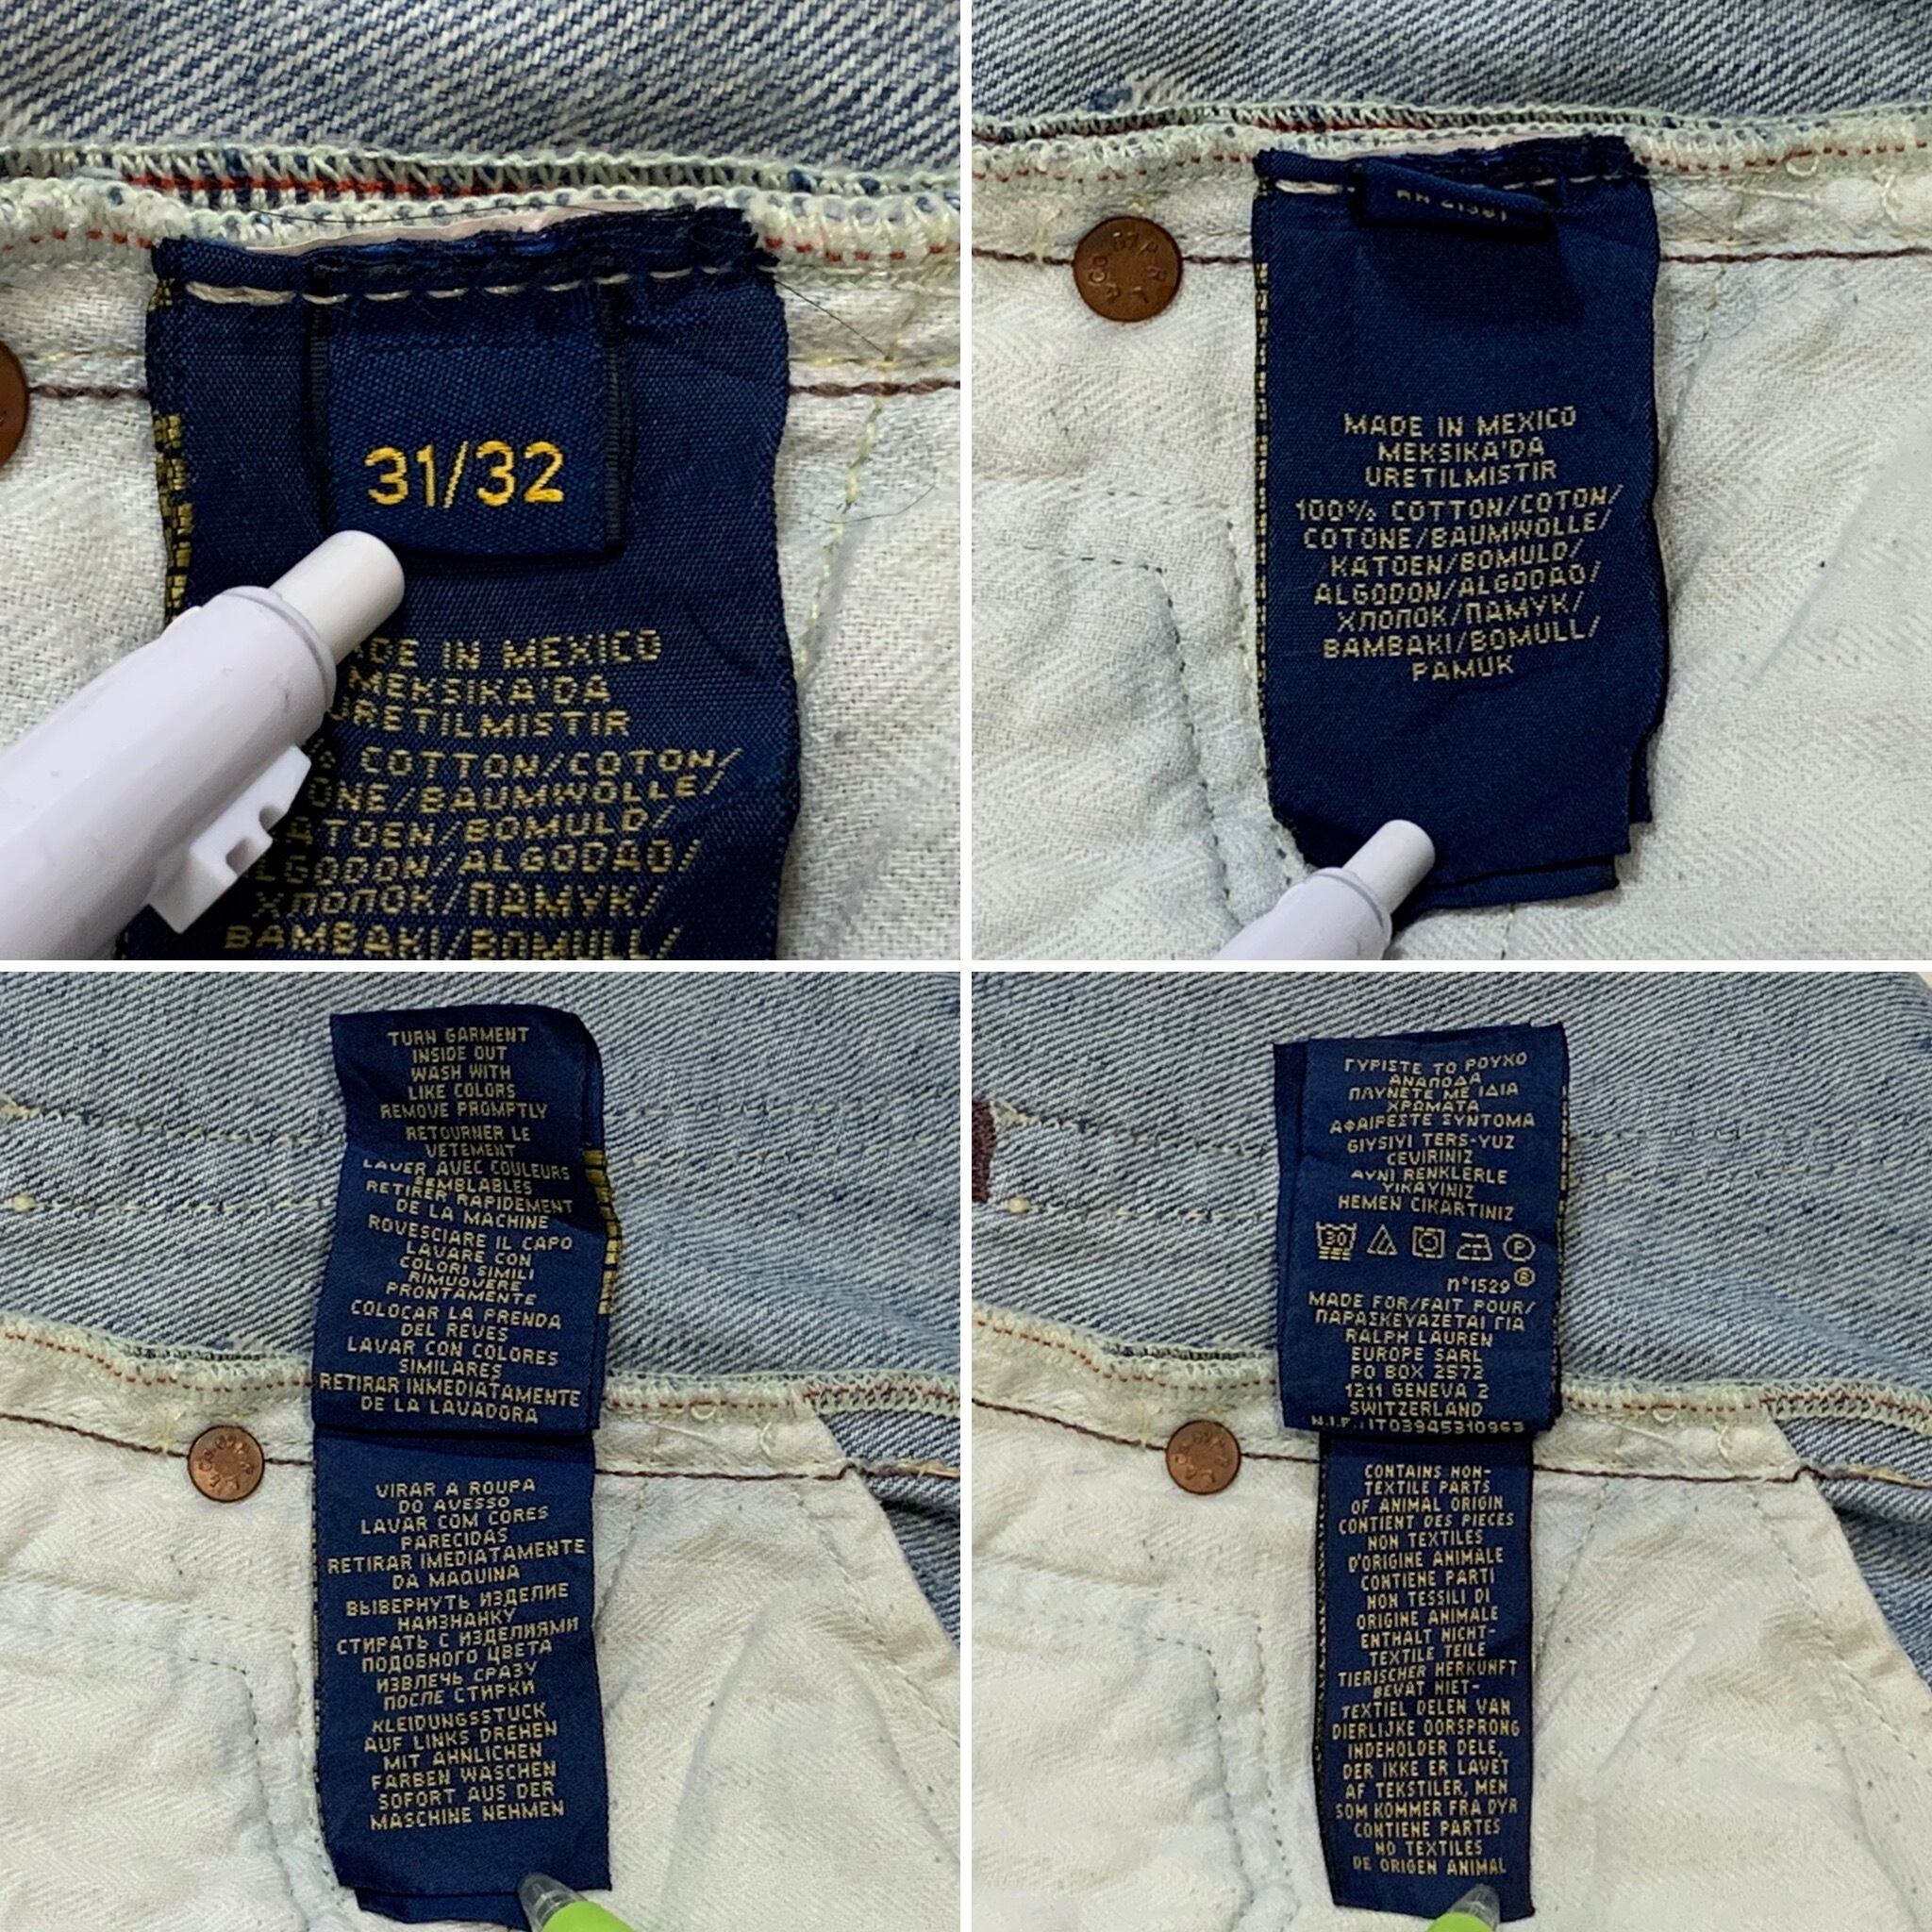 31/32
MADE IN MEXICO
MEKSIKA'DA
URETILMISTIR
% COTTON/COTON/
ONE/BAUMWOLLE/
ATOEN/BOMULD/
LGODON/ALGODAO/
ХЛОПОК/ПАМУК/
BAMBAKI/BOMULL/
RN 21381
MADE IN MEXICO
MEKSIKA'DA
URETILMISTIR
100% COTTON/COTON/
COTONE/BAUMWOLLE/
KATOEN/BOMULD/
ALGODON/ALGODAO/
ХЛОПОК/ПАМУК/
BAMBAKI/BOMULL/
PAMUK
TURN GARMENT
INSIDE OUT
WASH WITH
LIKE COLORS
REMOVE PROMPTLY
RETOURNER LE
VETEMENT
LAVER AVEC COULEURS
SEMBLABLES
RETIRER RAPIDEMENT
DE LA MACHINE
ROVESCIARE IL CAPO
LAVARE CON
COLORI SIMILI
RIMUOVERE
PRONTAMENTE
COLOCAR LA PRENDA
DEL REVES
LAVAR CON COLORES
SIMILARES
RETIRAR INMEDIATAMENTE
DE LA LAVADORA
VIRAR A ROUPA
DO AVESSO
LAVAR COM CORES
PARECIDAS
RETIRAR IMEDIATAMENTE
DA MAQUINA
ВЫВЕРНУТЬ ИЗДЕЛИЕ
НАИЗНАНКУ
СТИРАТЬ С ИЗДЕЛИЯМИ
ПОДОБНОГО ЦВЕТА
ИЗВЛЕЧЬ СРАЗУ
ПОСЛЕ СТИРКИ
KLEIDUNGSSTUCK
AUF LINKS DREHEN
MIT AHNLICHEN
FARBEN WASCHEN
SOFORT AUS DER
MASCHINE NEHMEN
ΓΥΡΙΣΤΕ ΤΟ ΡΟΥΧΟ
ΑΝΑΠΟΔΑ
ΠΛΥΝΕΤΕ ΜΕ ΙΔΙΑ
ΧΡΩΜΑΤΑ
ΑΦΑΙΡΕΣΤΕ ΣΥΝΤΟΜΑ
GIYSIYI TERS-YUZ
CEVIRINIZ
AYNI RENKLERLE
YIKAYINIZ
HEMEN CIKARTINIZ
30 P
n°1529 ®
MADE FOR/FAIT POUR/
ΠΑΡΑΣΚΕΥΑΖΕΤΑΙ ΓΙΑ
RALPH LAUREN
EUROPE SARL
PO BOX 2572
1211 GENEVA 2
SWITZERLAND
N.I.F. IT03945310963
CONTAINS NON-
TEXTILE PARTS
OF ANIMAL ORIGIN
CONTIENT DES PIECES
NON TEXTILES
D'ORIGINE ANIMALE
CONTIENE PARTI
NON TESSILI DI
ORIGINE ANIMALE
ENTHALT NICHT-
TEXTILE TEILE
TIERISCHER HERKUNFT
BEVAT NIET-
TEXTIEL DELEN VAN
DIERLIJKE OORSPRONG
INDEHOLDER DELE,
DER IKKE ER LAVET
AF TEKSTILER, MEN
SOM KOMMER FRA DYR
CONTIENE PARTES
NO TEXTILES
DE ORIGEN ANIMAL